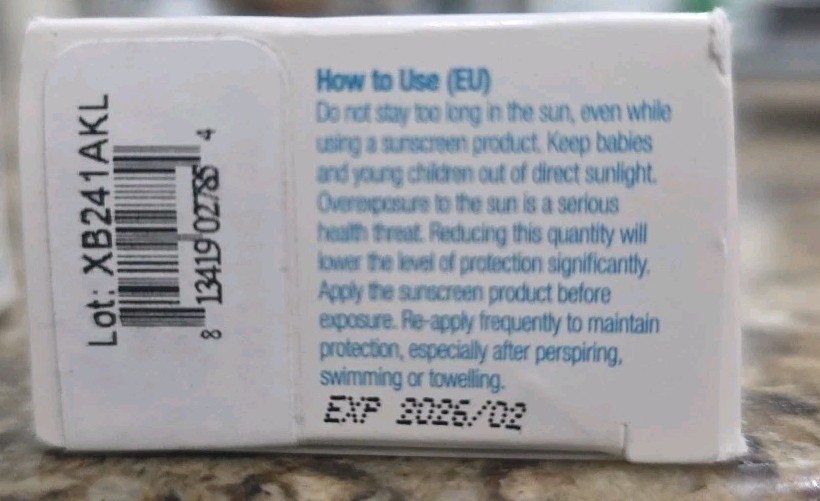 Lot: XB241AKL
8 13419 02785 4
How to Use (EU)
Do not stay too long in the sun, even while
using a sunscreen product. Keep babies
and young children out of direct sunlight.
Overexposure to the sun is a serious
health threat. Reducing this quantity will
lower the level of protection significantly.
Apply the sunscreen product before
exposure. Re-apply frequently to maintain
protection, especially after perspiring,
swimming or towelling.
EXP 2026/02